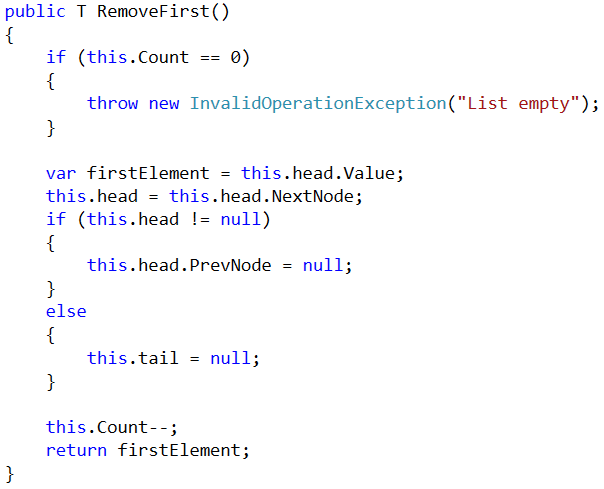 public T RemoveFirst()
{
    if (this.Count == 0)
    {
        throw new InvalidOperationException("List empty");
    }

    var firstElement = this.head.Value;
    this.head = this.head.NextNode;
    if (this.head != null)
    {
        this.head.PrevNode = null;
    }
    else
    {
        this.tail = null;
    }

    this.Count--;
    return firstElement;
}